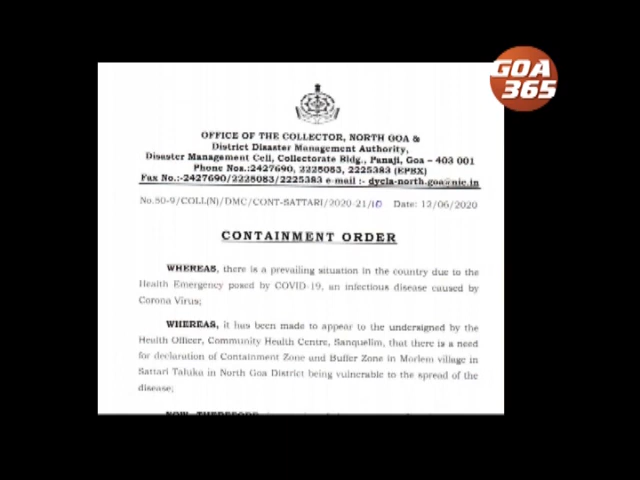 GOA
365
OFFICE OF THE COLLECTOR, NORTH GOA &
District Disaster Management Authority,
Disaster Management Cell, Collectorate Bldg., Panaji, Goa – 403 001
Phone Nos.:2427690, 2225083, 2225383 (EPBX)
Fax No.:-2427690/2225083/2225383 e-mail :- dycla-north.goa@nic.in
No.50-9/COLL(N)/DMC/CONT-SATTARI/2020-21/10 Date: 12/06/2020
CONTAINMENT ORDER
WHEREAS, there is a prevailing situation in the country due to the
Health Emergency posed by COVID-19, an infectious disease caused by
Corona Virus;
WHEREAS, it has been made to appear to the undersigned by the
Health Officer, Community Health Centre, Sanquelim, that there is a need
for declaration of Containment Zone and Buffer Zone in Morlem village in
Sattari Taluka in North Goa District being vulnerable to the spread of the
disease;
NOW, THEREFORE